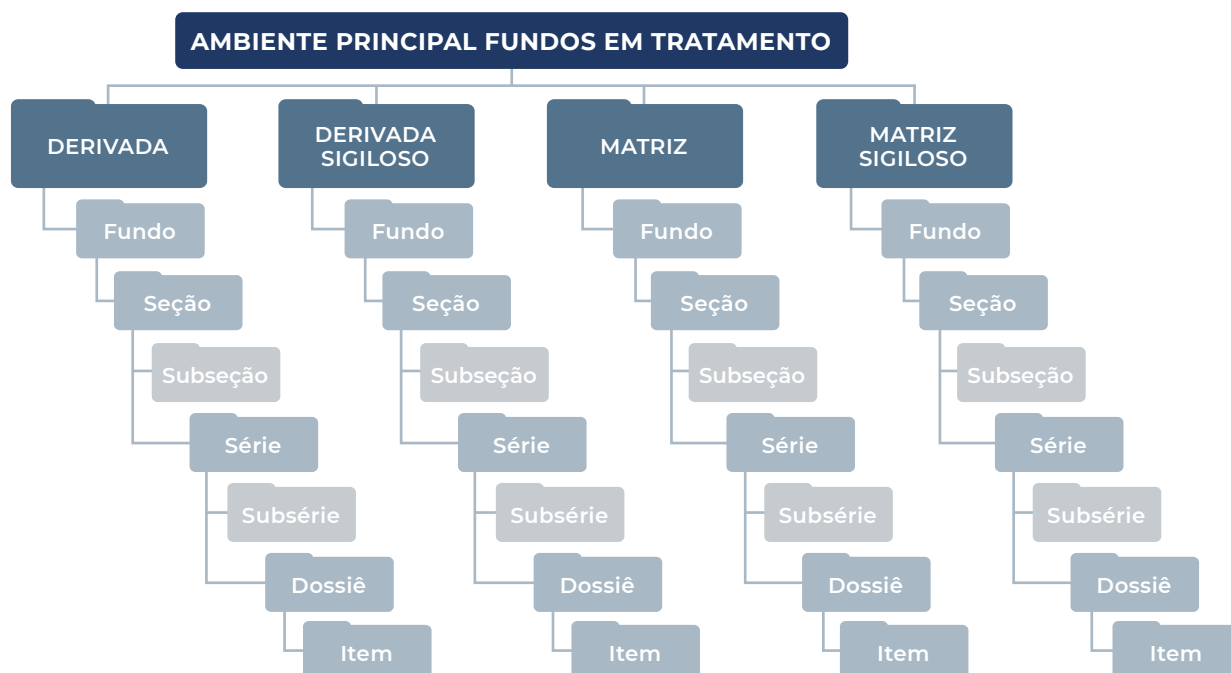 AMBIENTE PRINCIPAL FUNDOS EM TRATAMENTO
DERIVADA
Fundo
Seção
Subseção
Série
Subsérie
Dossiê
Item
DERIVADA
SIGILOSO
Fundo
Seção
Subseção
Série
Subsérie
Dossiê
Item
MATRIZ
Fundo
Seção
Subseção
Série
Subsérie
Dossiê
Item
MATRIZ
SIGILOSO
Fundo
Seção
Subseção
Série
Subsérie
Dossiê
Item